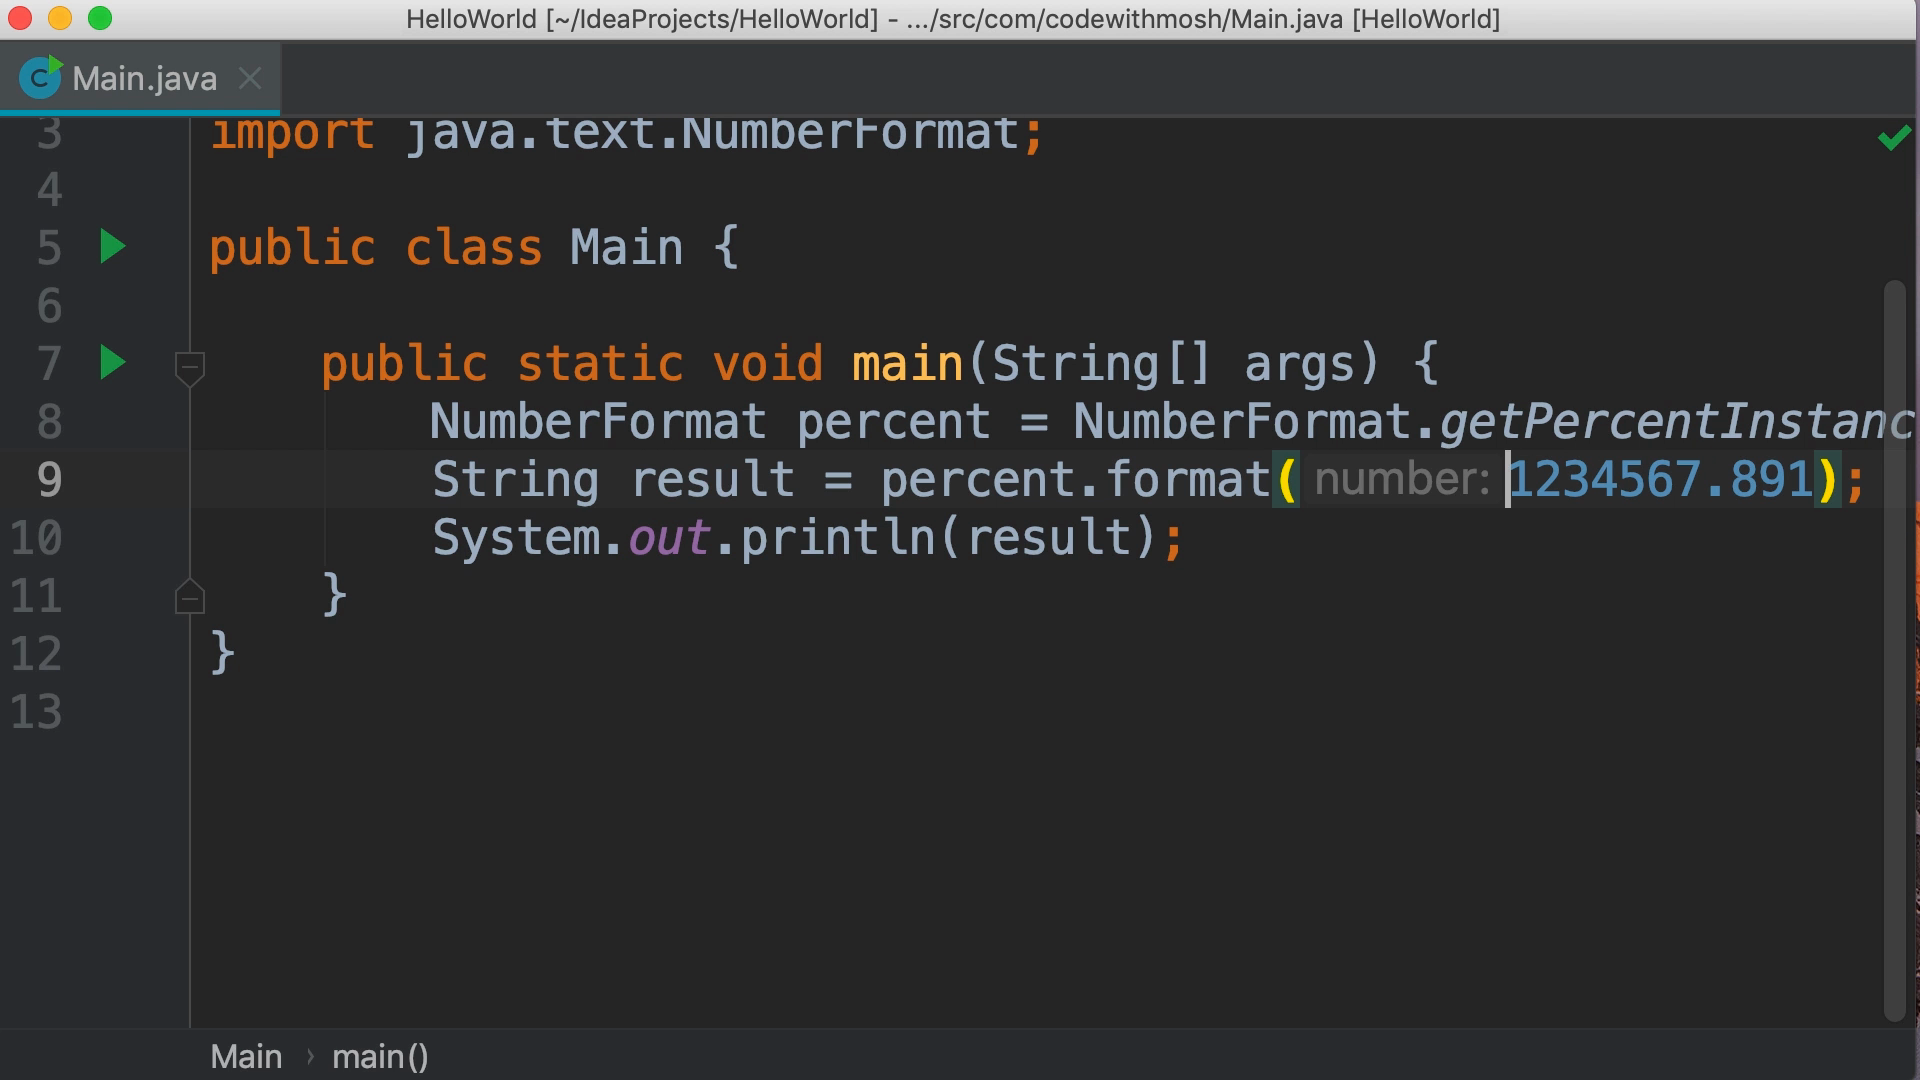 HelloWorld [~/IdeaProjects/HelloWorld] - .../src/com/codewithmosh/Main.java [HelloWorld]
C Main.java
3 import java.text.NumberFormat;
4
5 public class Main {
6
7 public static void main(String[] args) {
8 NumberFormat percent = NumberFormat.getPercentInstanc
9 String result = percent.format( number: 1234567.891);
10 System.out.println(result);
11 }
12 }
13
Main › main()